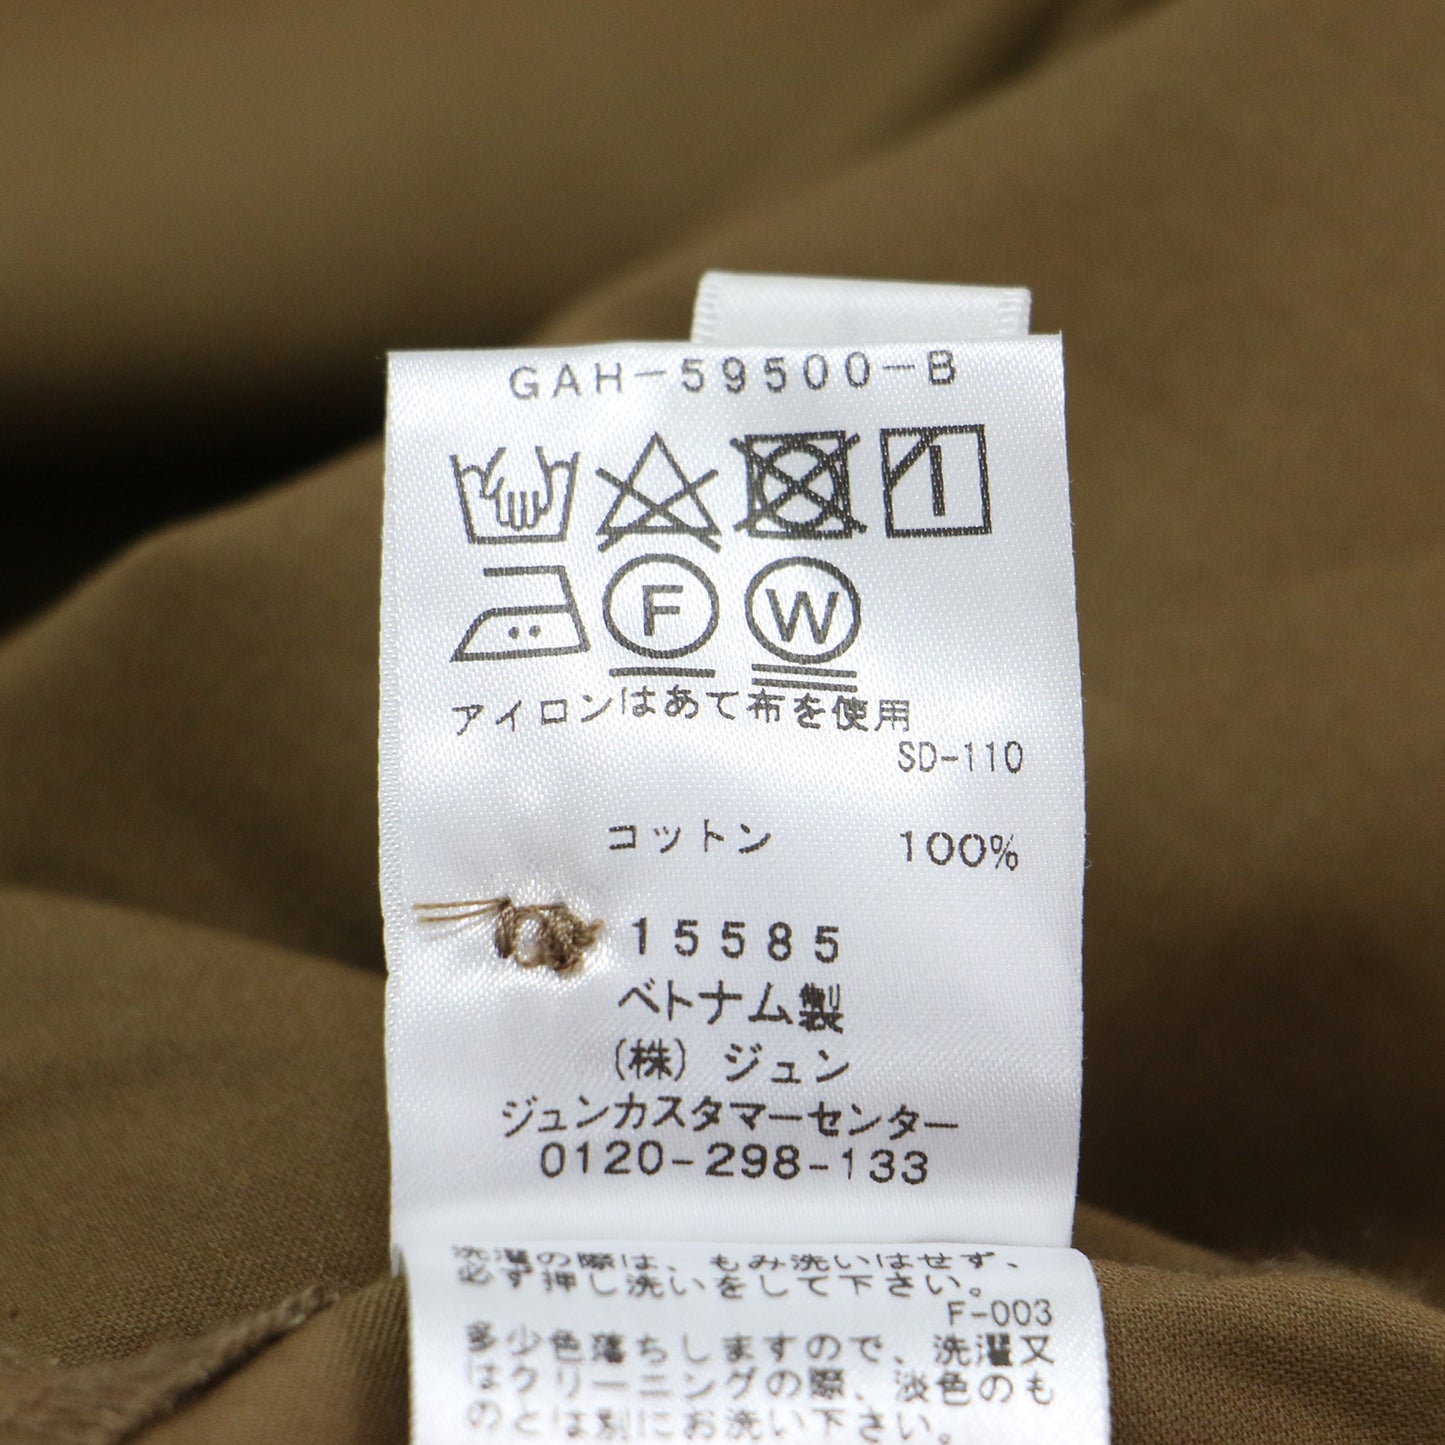 GAH-59500-B
F W
アイロンはあて布を使用
SD-110
コットン 100%
15585
ベトナム製
(株) ジュン
ジュンカスタマーセンター
0120-298-133
洗濯の際は、もみ洗いはせず、
必ず押し洗いをして下さい。
F-003
多少色落ちしますので、洗濯又
はクリーニングの際、淡色のも
のとは別にお洗い下さい。